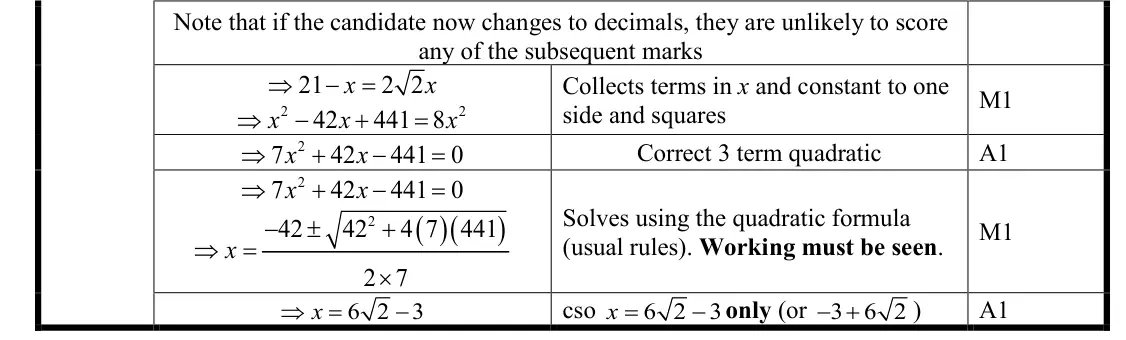 Note that if the candidate now changes to decimals, they are unlikely to score
any of the subsequent marks
⇒ 21 − x = 2√2x
⇒ x² − 42x + 441 = 8x²
Collects terms in x and constant to one
side and squares
M1
⇒ 7x² + 42x − 441 = 0
Correct 3 term quadratic
A1
⇒ 7x² + 42x − 441 = 0
⇒ x = (−42 ± √(42² + 4(7)(441))) / (2×7)
Solves using the quadratic formula
(usual rules). Working must be seen.
M1
⇒ x = 6√2 − 3
cso x = 6√2 − 3 only (or −3 + 6√2 )
A1